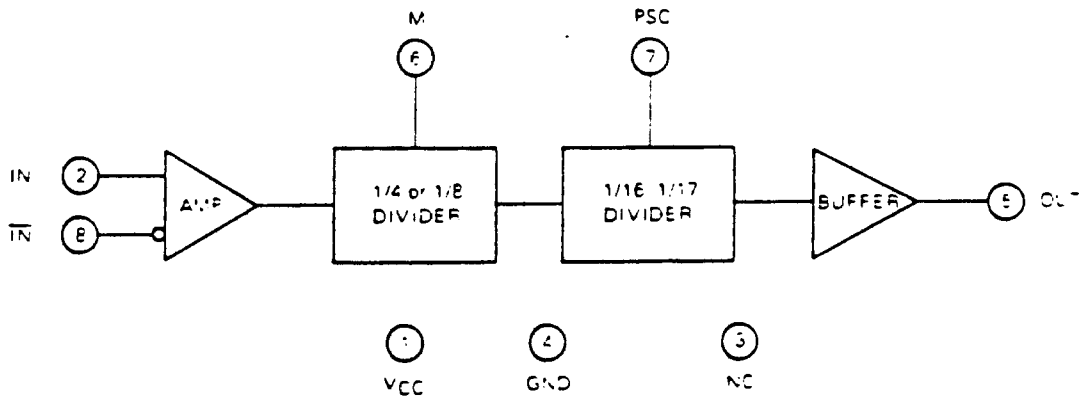 M
PSC
6
7
IN
2
AMP
1/4 or 1/8
DIVIDER
1/16 1/17
DIVIDER
BUFFER
5
OUT
IN
8
1
4
3
VCC
GND
NC